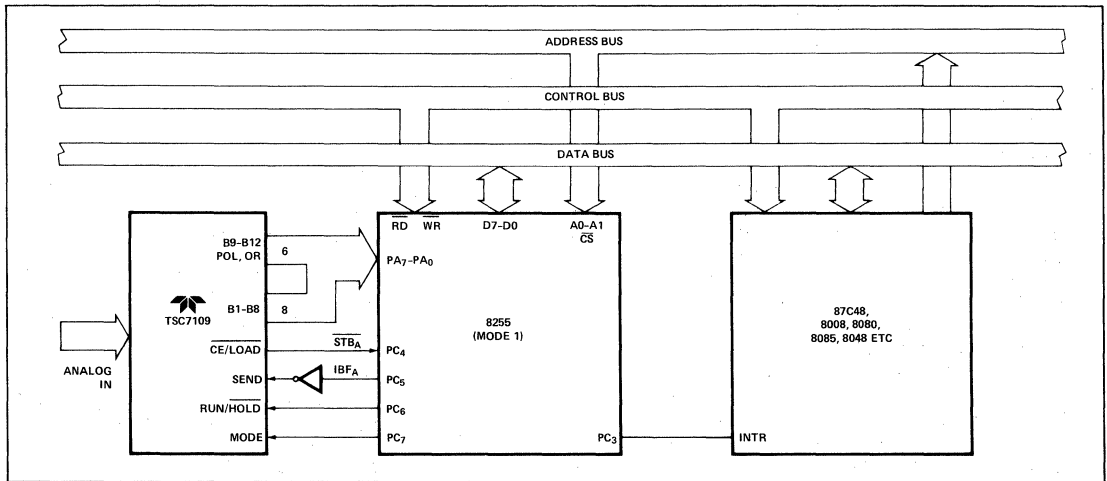 ADDRESS BUS
CONTROL BUS
DATA BUS
B9-B12
POL, OR
6
B1-B8
8
TSC7109
CE/LOAD
SEND
RUN/HOLD
MODE
ANALOG
IN
STBA
IBFA
RD WR
D7-D0
A0-A1
CS
PA7-PA0
8255
(MODE 1)
PC4
PC5
PC6
PC7
PC3
87C48,
8008, 8080,
8085, 8048 ETC
INTR